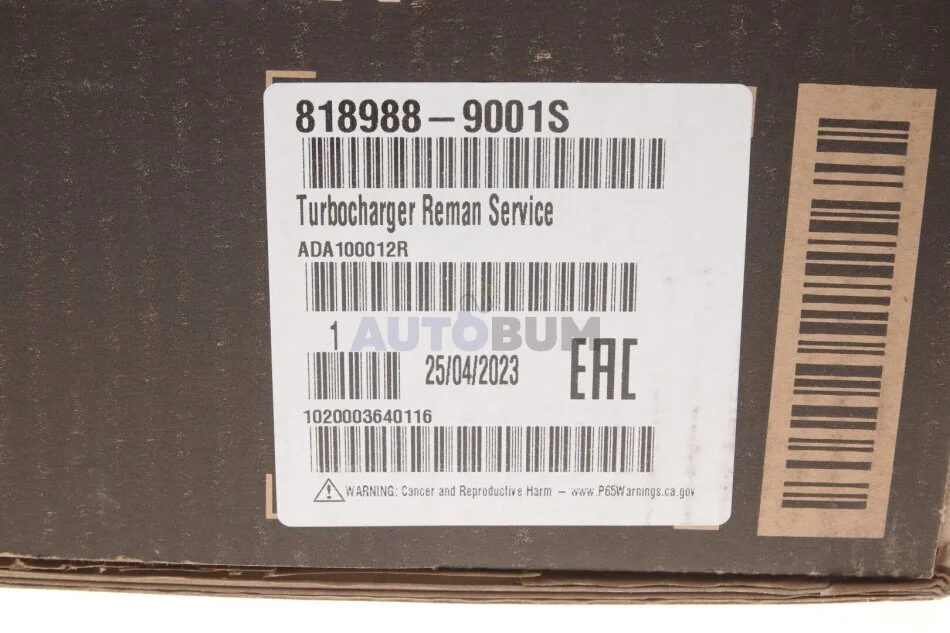 818988-9001S
Turbocharger Reman Service
ADA100012R
AUTOBUM
1
25/04/2023
EAC
1020003640116
WARNING: Cancer and Reproductive Harm - www.P65Warnings.ca.gov